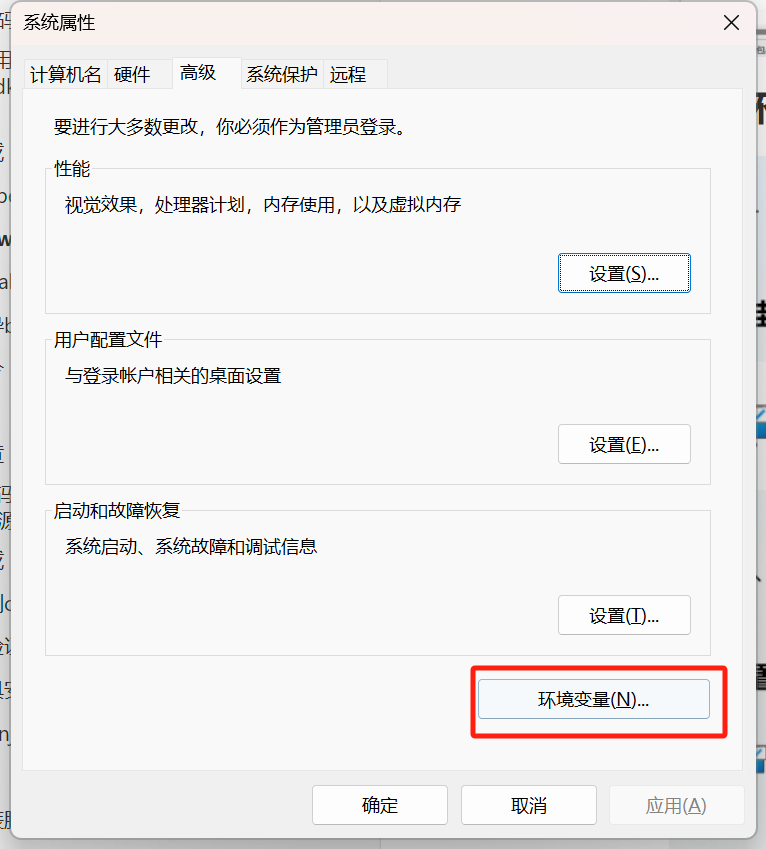 系统属性
计算机名 硬件 高级 系统保护 远程
要进行大多数更改，你必须作为管理员登录。
性能
视觉效果，处理器计划，内存使用，以及虚拟内存
设置(S)...
用户配置文件
与登录帐户相关的桌面设置
设置(E)...
启动和故障恢复
系统启动、系统故障和调试信息
设置(T)...
环境变量(N)...
确定 取消 应用(A)